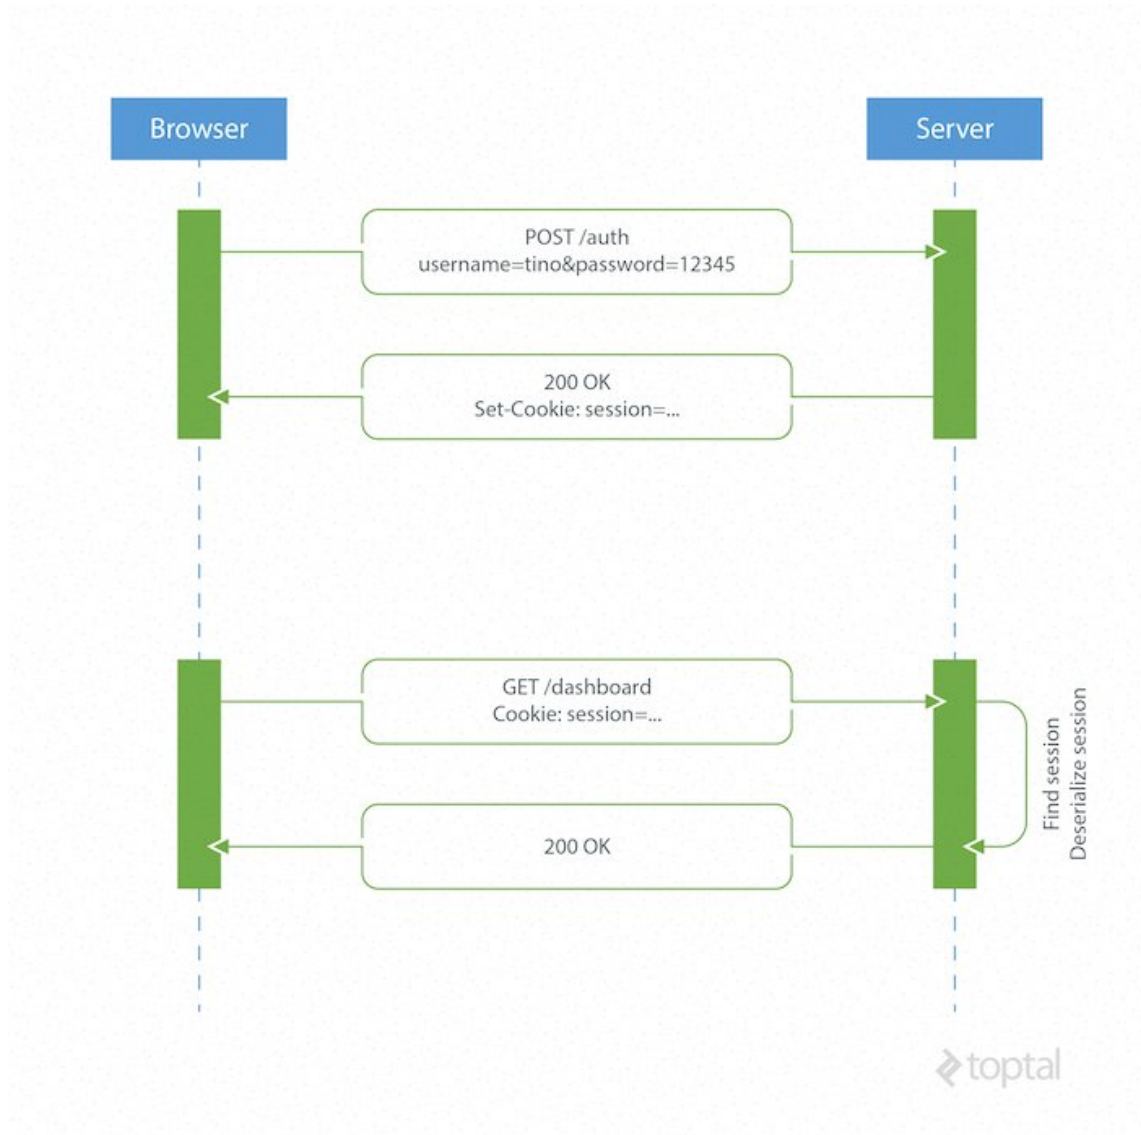 Browser
Server
POST /auth
username=tino&password=12345
200 OK
Set-Cookie: session=...
GET /dashboard
Cookie: session=...
Find session
Deserialize session
200 OK
toptal